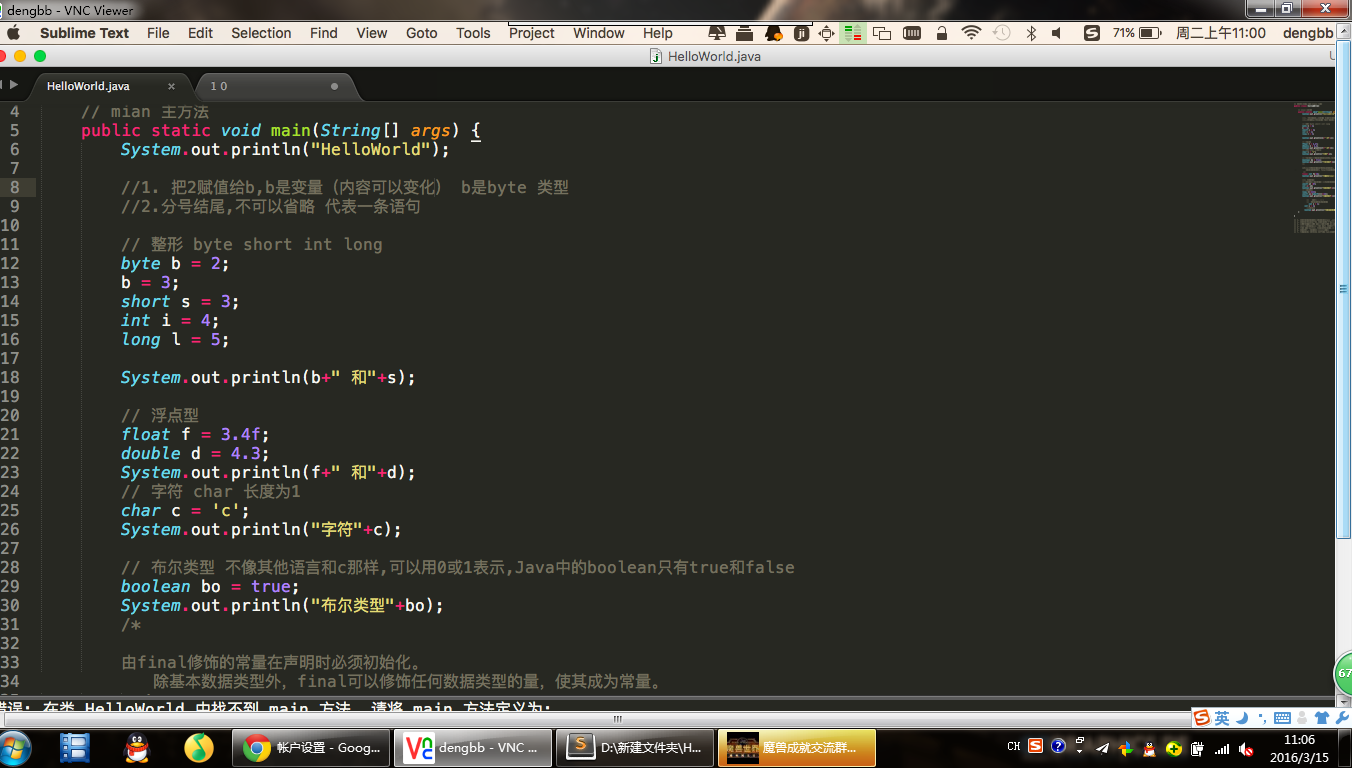 dengbb - VNC Viewer
Sublime Text File Edit Selection Find View Goto Tools Project Window Help 71% 周二上午11:00 dengbb
HelloWorld.java
HelloWorld.java × 1 0
4 // mian 主方法
5 public static void main(String[] args) {
6 System.out.println("HelloWorld");
7
8 //1. 把2赋值给b,b是变量（内容可以变化） b是byte 类型
9 //2.分号结尾,不可以省略 代表一条语句
10
11 // 整形 byte short int long
12 byte b = 2;
13 b = 3;
14 short s = 3;
15 int i = 4;
16 long l = 5;
17
18 System.out.println(b+" 和"+s);
19
20 // 浮点型
21 float f = 3.4f;
22 double d = 4.3;
23 System.out.println(f+" 和"+d);
24 // 字符 char 长度为1
25 char c = 'c';
26 System.out.println("字符"+c);
27
28 // 布尔类型 不像其他语言和c那样,可以用0或1表示,Java中的boolean只有true和false
29 boolean bo = true;
30 System.out.println("布尔类型"+bo);
31 /*
32
33 由final修饰的常量在声明时必须初始化。
34 除基本数据类型外，final可以修饰任何数据类型的量，使其成为常量。
错误: 在类 HelloWorld 中找不到 main 方法, 请将 main 方法定义为:
67
英
帐户设置 - Goog... dengbb - VNC ... D:\新建文件夹\H... 魔兽成就交流群... CH 11:06
2016/3/15